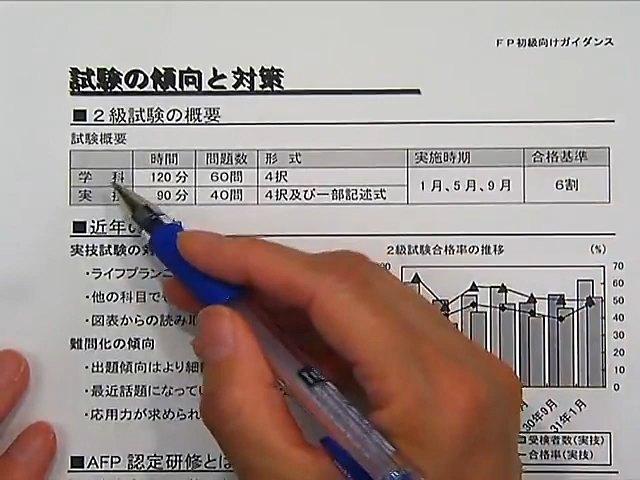 FP初級向けガイダンス
試験の傾向と対策
■2級試験の概要
試験概要
時間 問題数 形式 実施時期 合格基準
学科 120分 60問 4択 1月、5月、9月 6割
実 90分 40問 4択及び一部記述式
■近年の
実技試験の対
2級試験合格率の推移 (%)
・ライフプラン
・他の科目で
・図表からの読み
難問化の傾向
・出題傾向はより細
・最近話題になってい
・応用力が求められ
70
60
50
40
30
20
10
0
30年9月
31年1月
受検者数(実技)
合格率(実技)
■AFP 認定研修とは